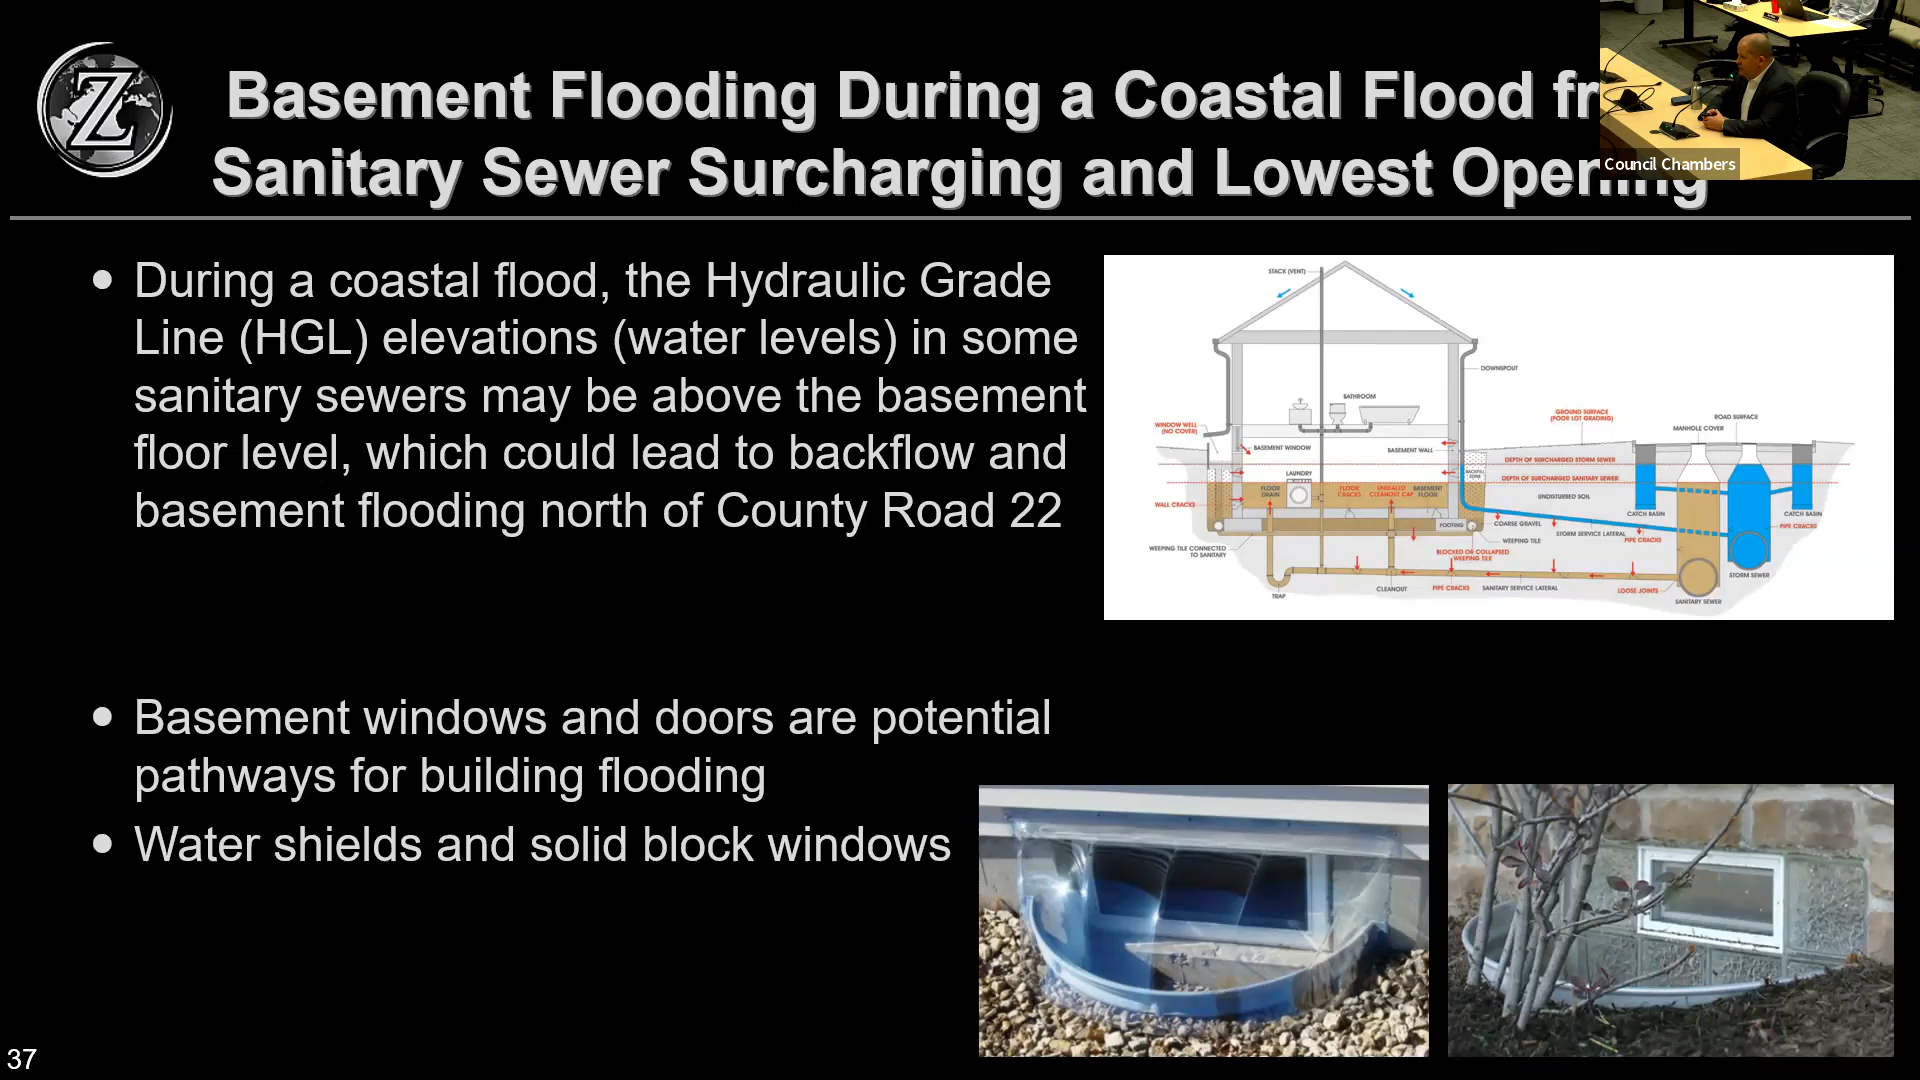 Z
Basement Flooding During a Coastal Flood fr
Sanitary Sewer Surcharging and Lowest Opening
Council Chambers
● During a coastal flood, the Hydraulic Grade
Line (HGL) elevations (water levels) in some
sanitary sewers may be above the basement
floor level, which could lead to backflow and
basement flooding north of County Road 22
STACK (VENT)
DOWNSPOUT
BATHROOM
GROUND SURFACE
(POOR LOT GRADING)
ROAD SURFACE
MANHOLE COVER
WINDOW WELL
(NO COVER)
BASEMENT WINDOW
BASEMENT WALL
DEPTH OF SURCHARGED STORM SEWER
LAUNDRY
BACKFILL
ZONE
DEPTH OF SURCHARGED SANITARY SEWER
FLOOR
DRAIN
FLOOR
CRACKS
UNSEALED
CLEANOUT CAP
BASEMENT
FLOOR
UNDISTURBED SOIL
WALL CRACKS
CATCH BASIN
CATCH BASIN
FOOTING
COARSE GRAVEL
PIPE CRACKS
STORM SERVICE LATERAL
WEEPING TILE
PIPE CRACKS
WEEPING TILE CONNECTED
TO SANITARY
BLOCKED OR COLLAPSED
WEEPING TILE
STORM SEWER
TRAP
CLEANOUT
PIPE CRACKS
SANITARY SERVICE LATERAL
LOOSE JOINTS
SANITARY SEWER
● Basement windows and doors are potential
pathways for building flooding
● Water shields and solid block windows
37